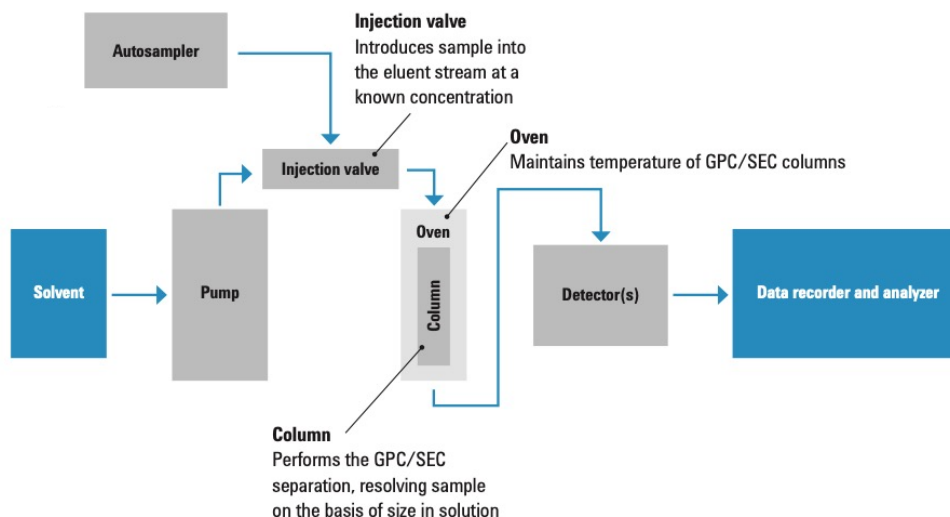 Autosampler
Injection valve
Introduces sample into
the eluent stream at a
known concentration
Injection valve
Oven
Maintains temperature of GPC/SEC columns
Solvent
Pump
Oven
Column
Detector(s)
Data recorder and analyzer
Column
Performs the GPC/SEC
separation, resolving sample
on the basis of size in solution